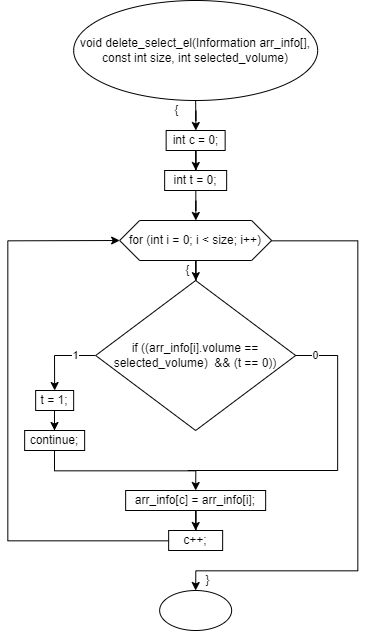 void delete_select_el(Information arr_info[],
const int size, int selected_volume)
{
int c = 0;
int t = 0;
for (int i = 0; i < size; i++)
{
if ((arr_info[i].volume ==
selected_volume) && (t == 0))
1
0
t = 1;
continue;
arr_info[c] = arr_info[i];
c++;
}